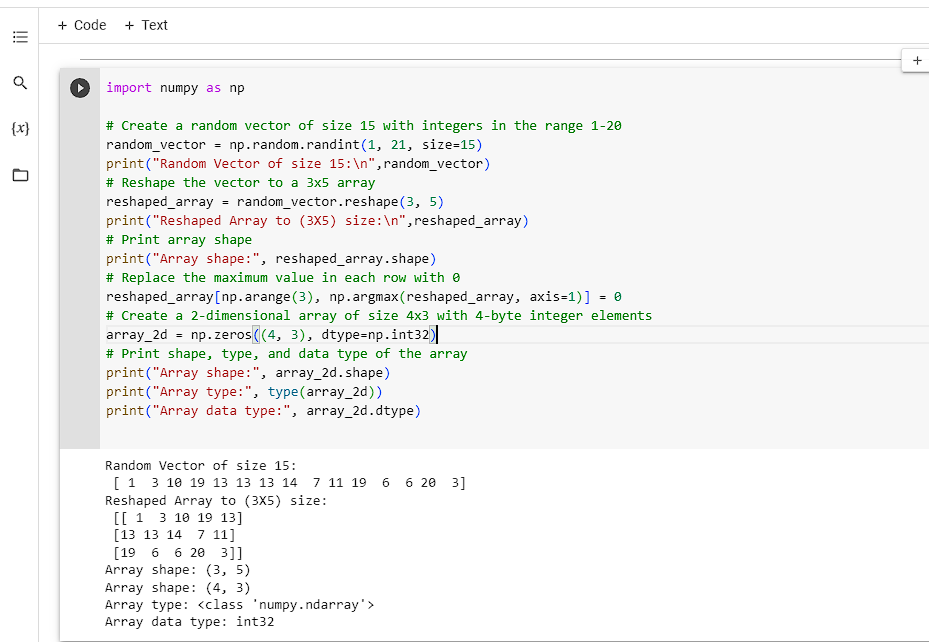 + Code + Text
{x}
+
import numpy as np
# Create a random vector of size 15 with integers in the range 1-20
random_vector = np.random.randint(1, 21, size=15)
print("Random Vector of size 15:\n",random_vector)
# Reshape the vector to a 3x5 array
reshaped_array = random_vector.reshape(3, 5)
print("Reshaped Array to (3X5) size:\n",reshaped_array)
# Print array shape
print("Array shape:", reshaped_array.shape)
# Replace the maximum value in each row with 0
reshaped_array[np.arange(3), np.argmax(reshaped_array, axis=1)] = 0
# Create a 2-dimensional array of size 4x3 with 4-byte integer elements
array_2d = np.zeros((4, 3), dtype=np.int32)
# Print shape, type, and data type of the array
print("Array shape:", array_2d.shape)
print("Array type:", type(array_2d))
print("Array data type:", array_2d.dtype)
Random Vector of size 15:
 [ 1  3 10 19 13 13 13 14  7 11 19  6  6 20  3]
Reshaped Array to (3X5) size:
 [[ 1  3 10 19 13]
 [13 13 14  7 11]
 [19  6  6 20  3]]
Array shape: (3, 5)
Array shape: (4, 3)
Array type: <class 'numpy.ndarray'>
Array data type: int32